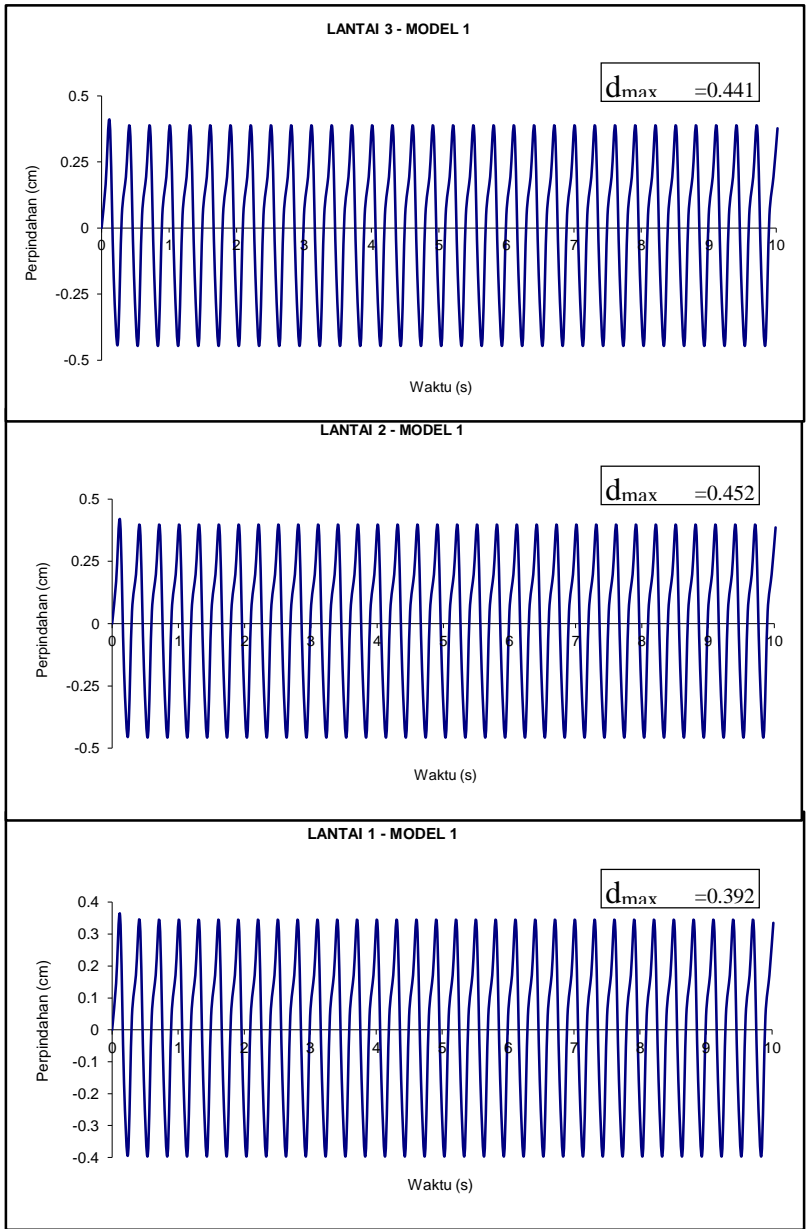 LANTAI 3 - MODEL 1
dmax =0.441
0.5
0.25
0
-0.25
-0.5
Perpindahan (cm)
0 1 2 3 4 5 6 7 8 9 10
Waktu (s)
LANTAI 2 - MODEL 1
dmax =0.452
0.5
0.25
0
-0.25
-0.5
Perpindahan (cm)
0 1 2 3 4 5 6 7 8 9 10
Waktu (s)
LANTAI 1 - MODEL 1
dmax =0.392
0.4
0.3
0.2
0.1
0
-0.1
-0.2
-0.3
-0.4
Perpindahan (cm)
0 1 2 3 4 5 6 7 8 9 10
Waktu (s)